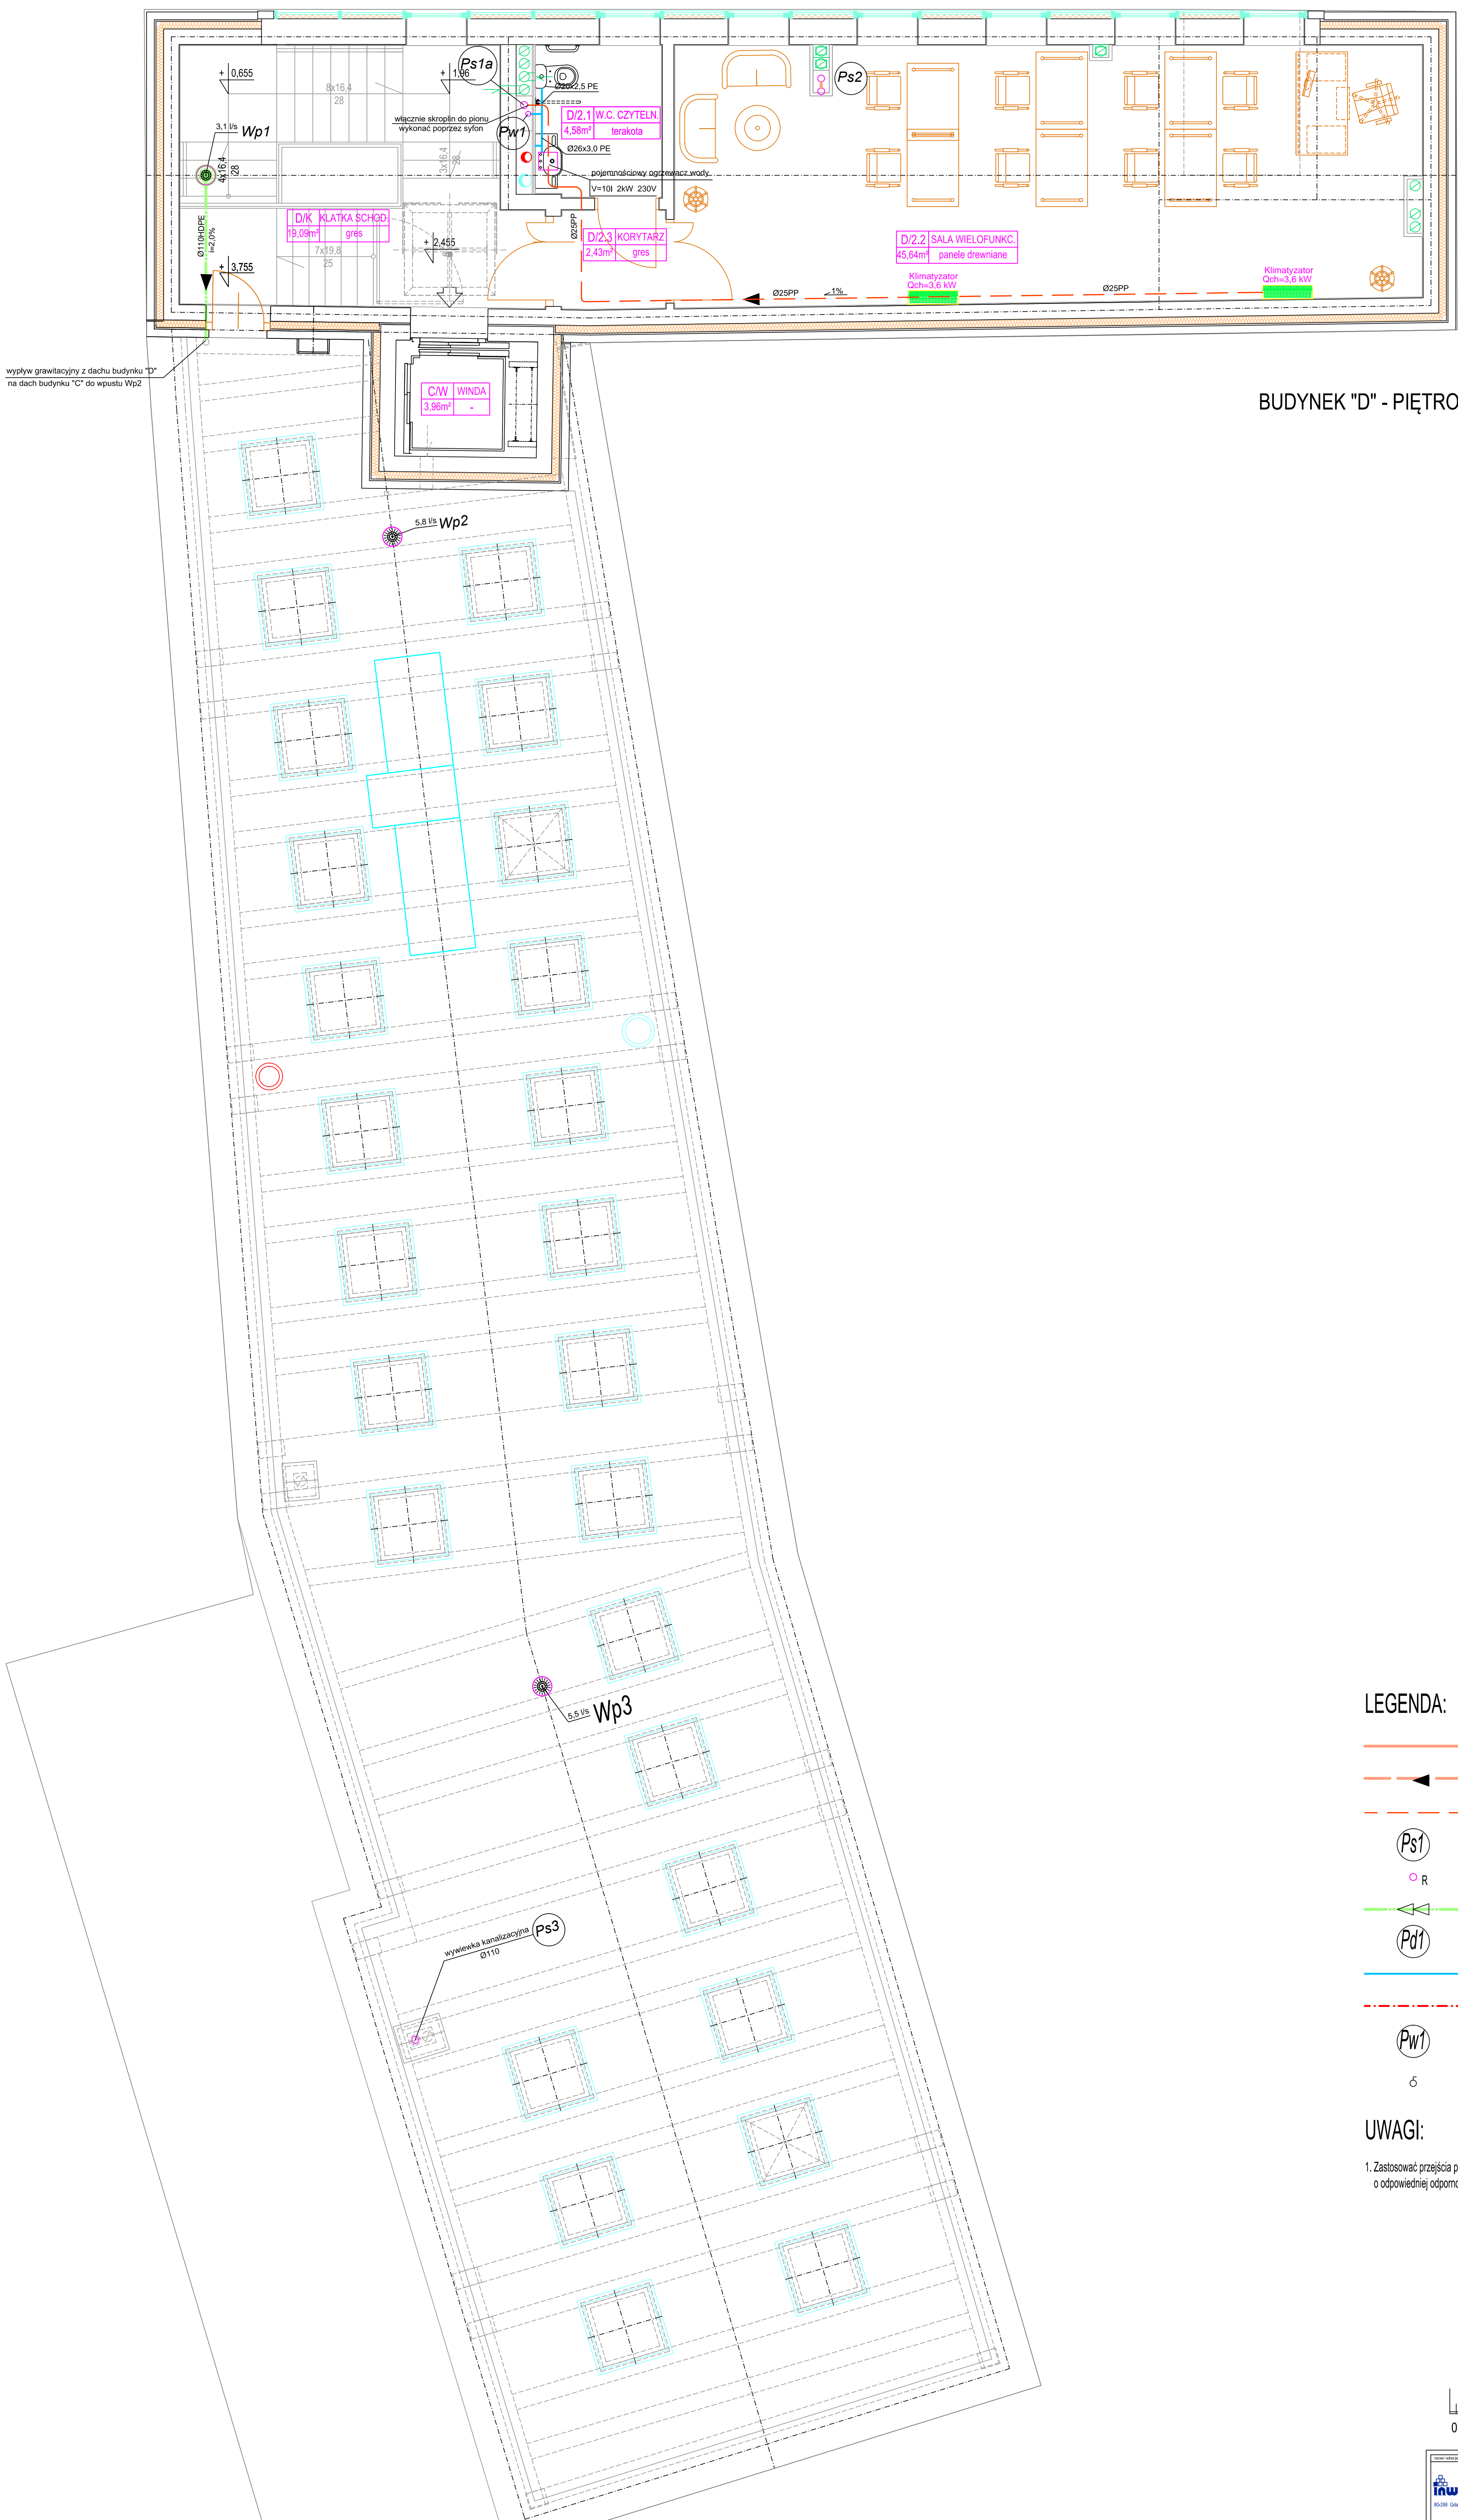 + 0,655
8x16,4
28
+ 1,96
Ps1a
Ø20x2,5 PE
Ps2
włącznie skroplin do pionu
wykonać poprzez syfon
Pw1
D/2.1 W.C. CZYTELN.
4,58m² terakota
3,1 l/s Wp1
4x16,4
28
3x16,4
28
Ø26x3,0 PE
pojemnościowy ogrzewacz wody
V=10l 2kW 230V
D/K KLATKA SCHOD.
19,09m² gres
Ø110HDPE
i=2,0%
7x19,8
25
+ 2,455
+ 3,755
Ø25PP
D/2.3 KORYTARZ
2,43m² gres
D/2.2 SALA WIELOFUNKC.
45,64m² panele drewniane
Klimatyzator
Qch=3,6 kW
Klimatyzator
Qch=3,6 kW
Ø25PP
1%
Ø25PP
wypływ grawitacyjny z dachu budynku "D"
na dach budynku "C" do wpustu Wp2
C/W WINDA
3,96m² -
BUDYNEK "D" - PIĘTRO
5,8 l/s Wp2
5,5 l/s Wp3
wywiewka kanalizacyjna
Ø110
Ps3
LEGENDA:
Ps1
R
Pd1
Pw1
UWAGI:
1. Zastosować przejścia p
o odpowiedniej
0
inw